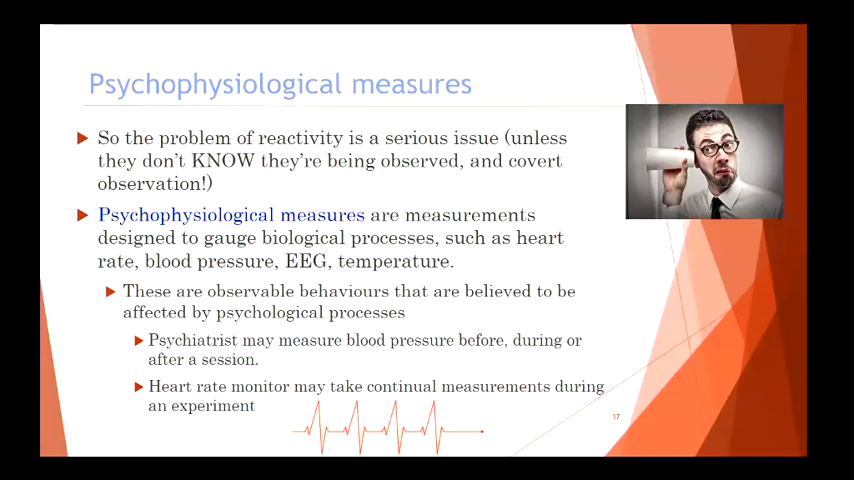 Psychophysiological measures
So the problem of reactivity is a serious issue (unless
they don't KNOW they're being observed, and covert
observation!)
Psychophysiological measures are measurements
designed to gauge biological processes, such as heart
rate, blood pressure, EEG, temperature.
These are observable behaviours that are believed to be
affected by psychological processes
Psychiatrist may measure blood pressure before, during or
after a session.
Heart rate monitor may take continual measurements during
an experiment
17